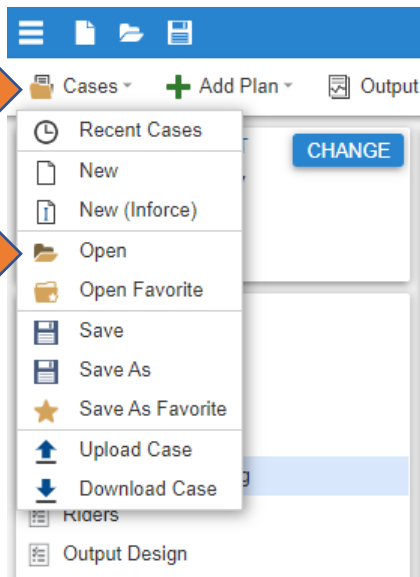 Cases
Add Plan
Output
CHANGE
Recent Cases
New
New (Inforce)
Open
Open Favorite
Save
Save As
Save As Favorite
Upload Case
Download Case
g
Riders
Output Design